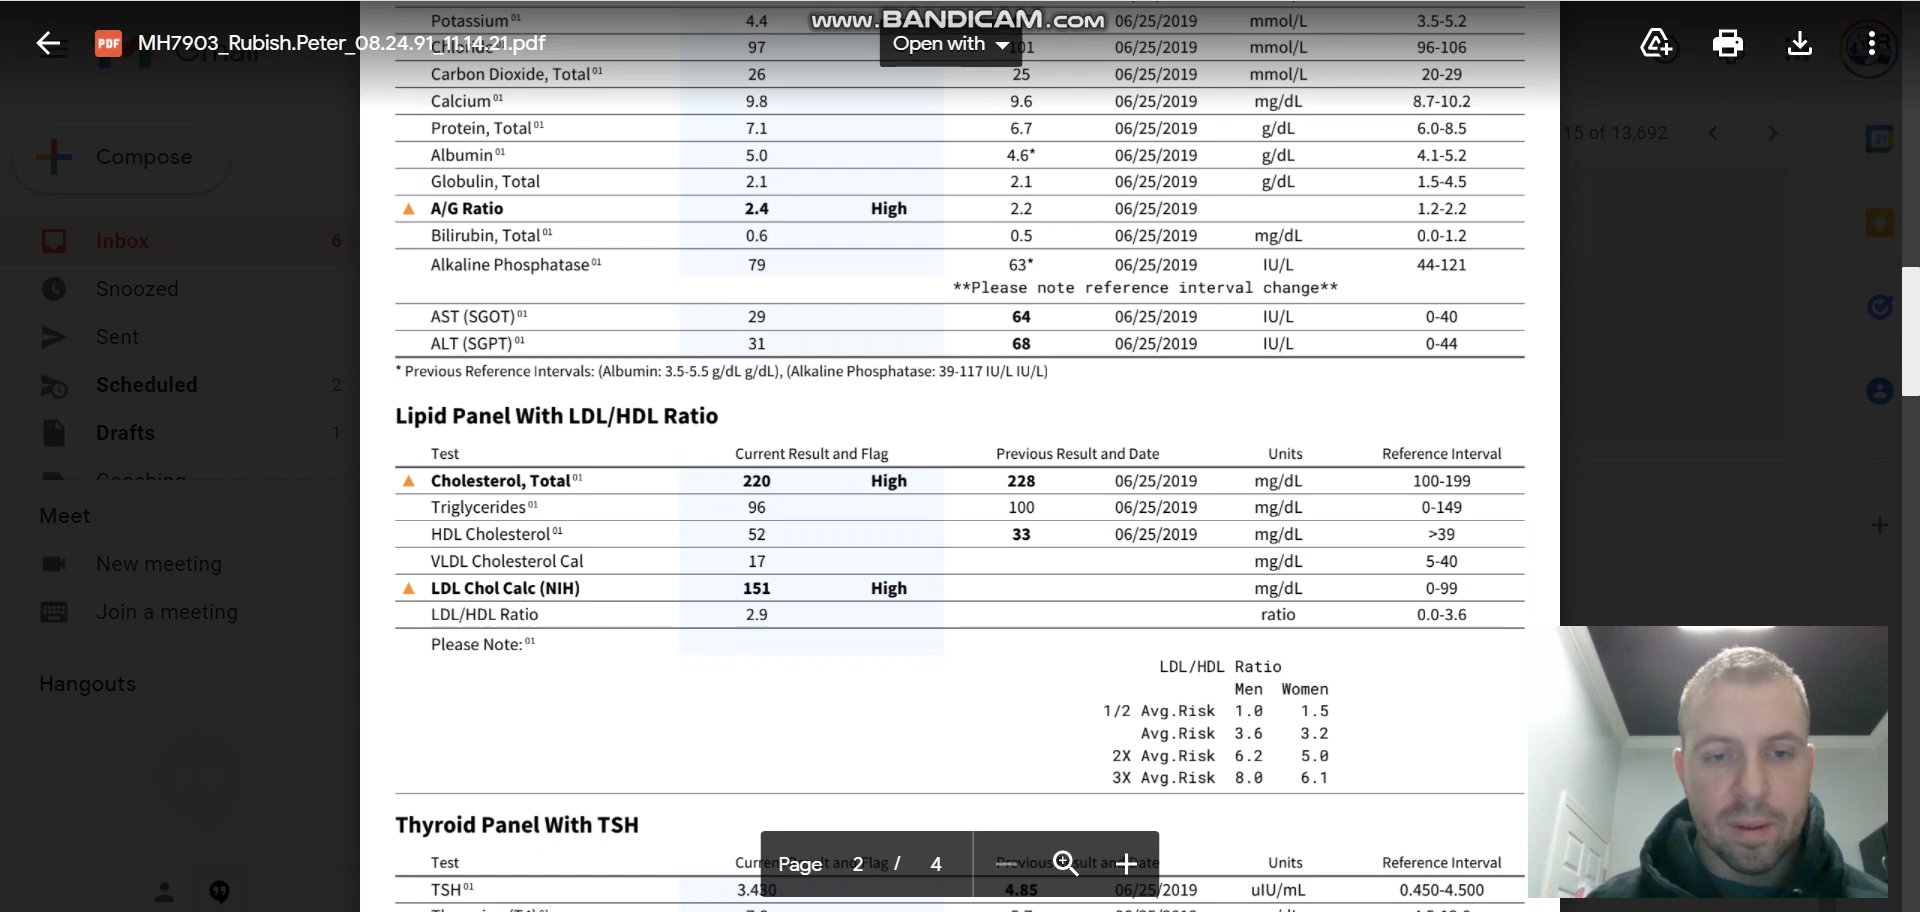 www.BANDICAM.com
MH7903_Rubish.Peter_08.24.91_11.14.21.pdf
Open with
Potassium 01 4.4 06/25/2019 mmol/L 3.5-5.2
97 101 06/25/2019 mmol/L 96-106
Carbon Dioxide, Total 01 26 25 06/25/2019 mmol/L 20-29
Calcium 01 9.8 9.6 06/25/2019 mg/dL 8.7-10.2
Protein, Total 01 7.1 6.7 06/25/2019 g/dL 6.0-8.5
Albumin 01 5.0 4.6* 06/25/2019 g/dL 4.1-5.2
Globulin, Total 2.1 2.1 06/25/2019 g/dL 1.5-4.5
A/G Ratio 2.4 High 2.2 06/25/2019 1.2-2.2
Bilirubin, Total 01 0.6 0.5 06/25/2019 mg/dL 0.0-1.2
Alkaline Phosphatase 01 79 63* 06/25/2019 IU/L 44-121
**Please note reference interval change**
AST (SGOT) 01 29 64 06/25/2019 IU/L 0-40
ALT (SGPT) 01 31 68 06/25/2019 IU/L 0-44
* Previous Reference Intervals: (Albumin: 3.5-5.5 g/dL g/dL), (Alkaline Phosphatase: 39-117 IU/L IU/L)
Lipid Panel With LDL/HDL Ratio
Test Current Result and Flag Previous Result and Date Units Reference Interval
Cholesterol, Total 01 220 High 228 06/25/2019 mg/dL 100-199
Triglycerides 01 96 100 06/25/2019 mg/dL 0-149
HDL Cholesterol 01 52 33 06/25/2019 mg/dL >39
VLDL Cholesterol Cal 17 mg/dL 5-40
LDL Chol Calc (NIH) 151 High mg/dL 0-99
LDL/HDL Ratio 2.9 ratio 0.0-3.6
Please Note: 01
LDL/HDL Ratio
Men Women
1/2 Avg.Risk 1.0 1.5
Avg.Risk 3.6 3.2
2X Avg.Risk 6.2 5.0
3X Avg.Risk 8.0 6.1
Thyroid Panel With TSH
Test Current Result and Flag Previous Result and Date Units Reference Interval
TSH 01 3.430 4.85 06/25/2019 uIU/mL 0.450-4.500
Page 2 / 4
Compose
Inbox 6
Snoozed
Sent
Scheduled 2
Drafts 1
Meet
New meeting
Join a meeting
Hangouts
15 of 13,692
31